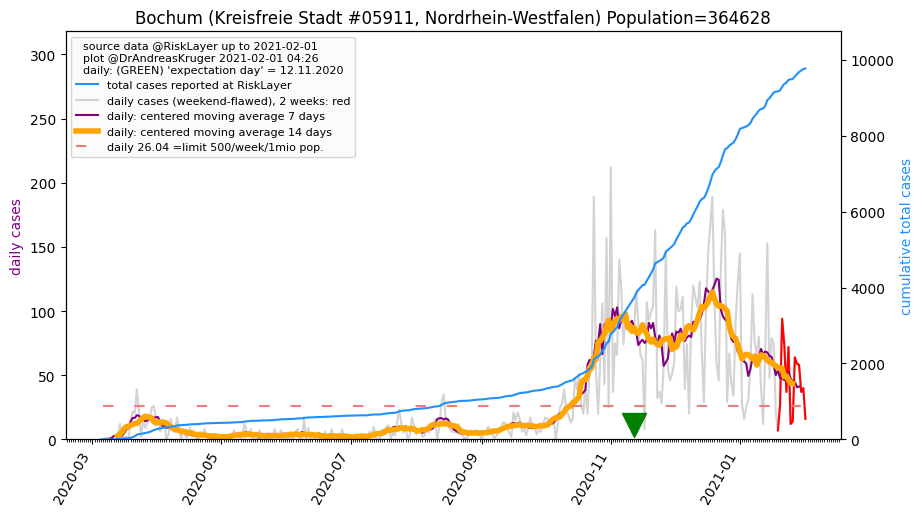 Bochum (Kreisfreie Stadt #05911, Nordrhein-Westfalen) Population=364628
source data @RiskLayer up to 2021-02-01
plot @DrAndreasKruger 2021-02-01 04:26
daily: (GREEN) 'expectation day' = 12.11.2020
total cases reported at RiskLayer
daily cases (weekend-flawed), 2 weeks: red
daily: centered moving average 7 days
daily: centered moving average 14 days
daily 26.04 =limit 500/week/1mio pop.
daily cases
300
250
200
150
100
50
0
10000
8000
6000
4000
2000
0
cumulative total cases
2020-03
2020-05
2020-07
2020-09
2020-11
2021-01